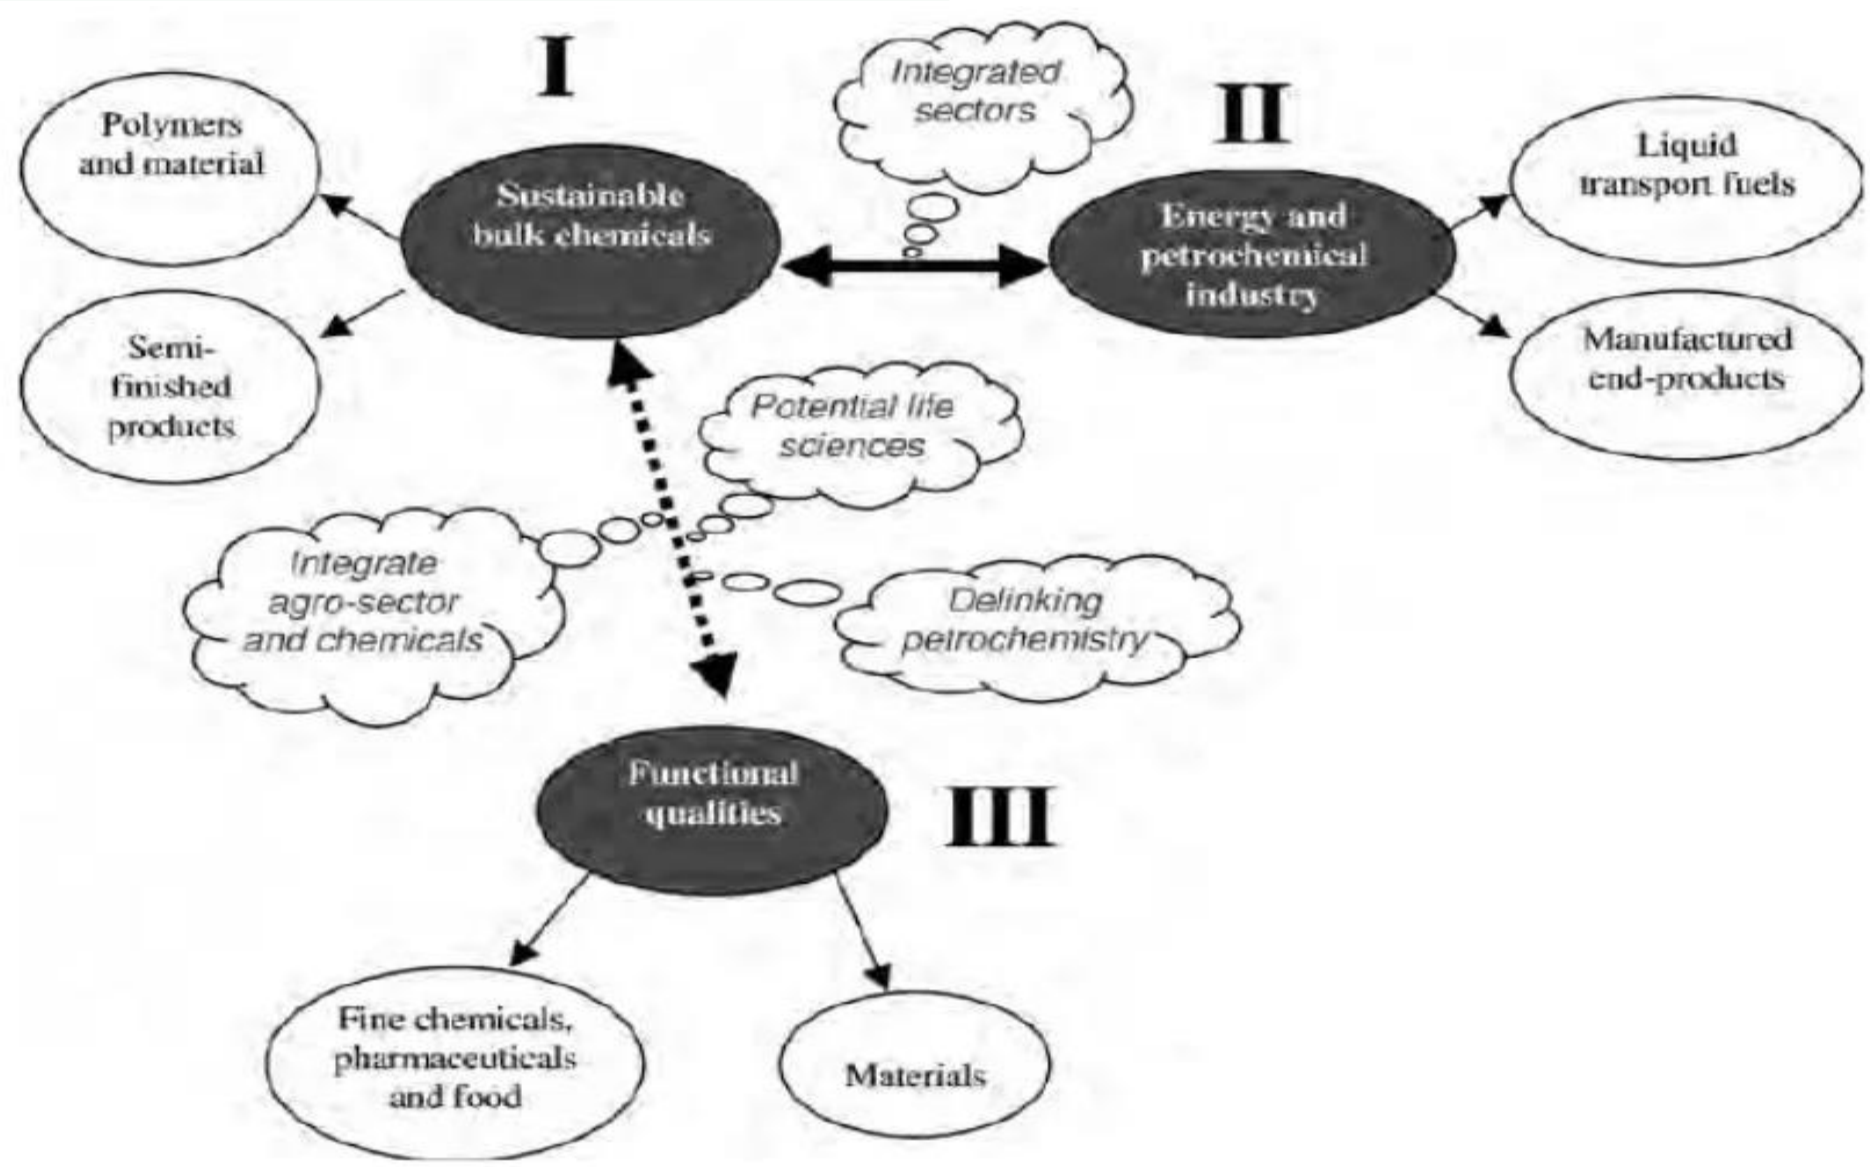 I
Integrated
sectors
II
Polymers
and material
Sustainable
bulk chemicals
Energy and
petrochemical
industry
Liquid
transport fuels
Semi-
finished
products
Manufactured
end-products
Potential life
sciences
Integrate
agro-sector
and chemicals
Delinking
petrochemistry
Functional
qualities
III
Fine chemicals,
pharmaceuticals
and food
Materials